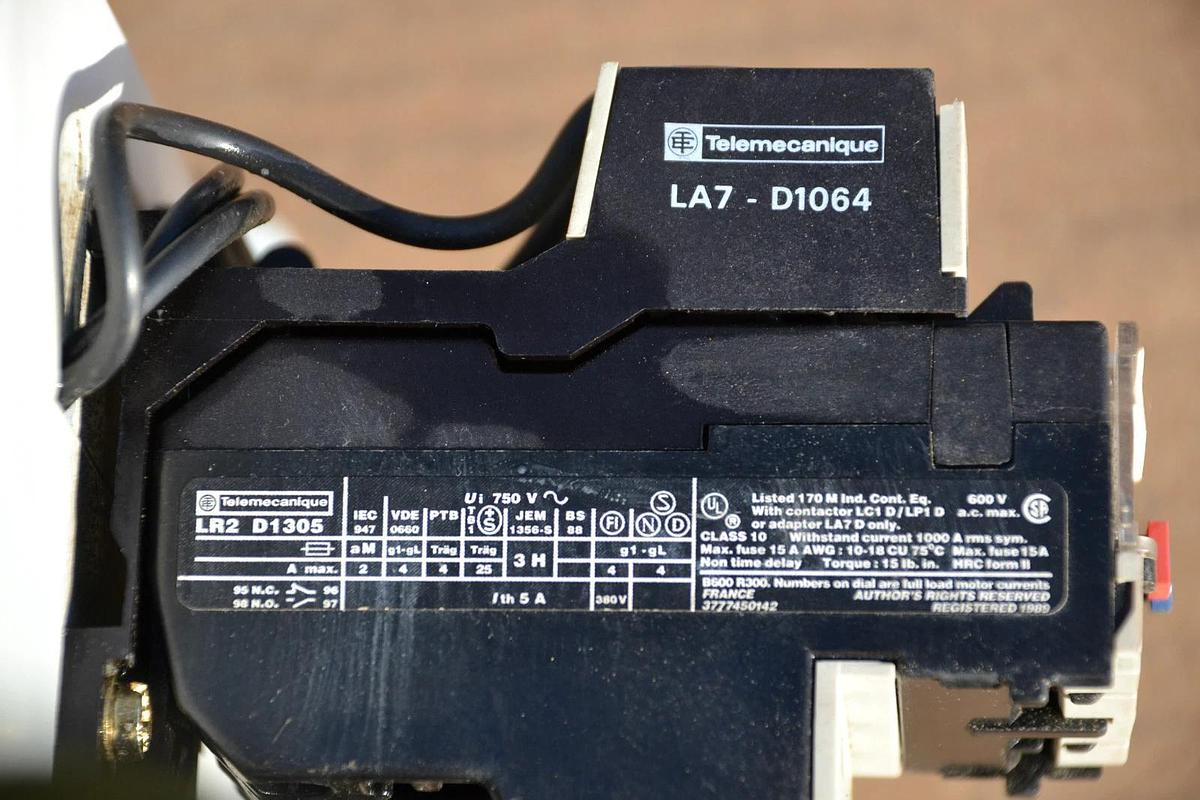 Telemecanique
LA7 - D1064
Telemecanique
LR2 D1305
Ui 750 V
IEC 947
VDE 0660
PTB
JEM 1356-S
BS 88
FI
S
N D
aM g1-gL Träg Träg 3 H g1-gL
A max. 2 4 4 25 4 4
95 N.C. 96
98 N.O. 97
Ith 5 A 380V
UL
Listed 170 M Ind. Cont. Eq. 600 V
With contactor LC1 D/LP1 D a.c. max.
or adapter LA7 D only.
CLASS 10 Withstand current 1000 A rms sym.
Max. fuse 15 A AWG : 10-18 CU 75°C Max. fuse 15A
Non time delay Torque : 15 lb. in. HRC form II
B600 R300. Numbers on dial are full load motor currents
FRANCE AUTHOR'S RIGHTS RESERVED
3777450142 REGISTERED 1989